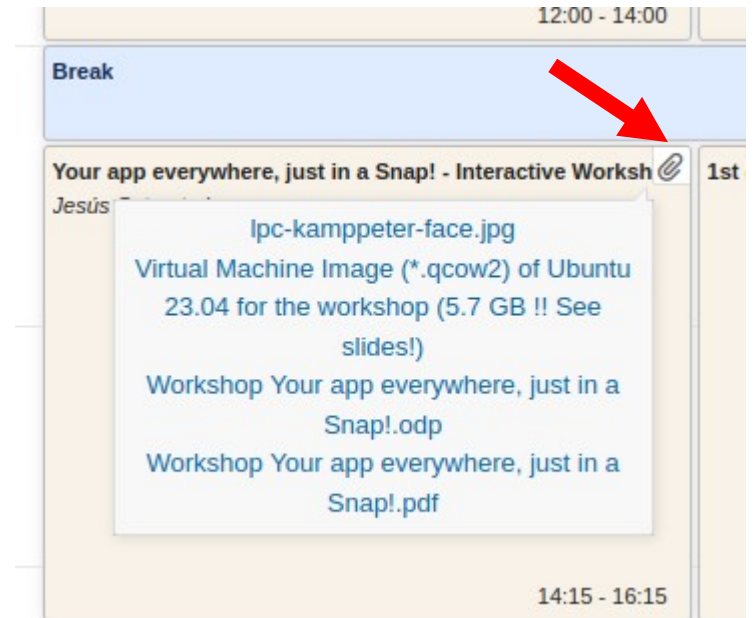 12:00 - 14:00
Break
Your app everywhere, just in a Snap! - Interactive Worksh
1st
Jesús
lpc-kamppeter-face.jpg
Virtual Machine Image (*.qcow2) of Ubuntu
23.04 for the workshop (5.7 GB !! See
slides!)
Workshop Your app everywhere, just in a
Snap!.odp
Workshop Your app everywhere, just in a
Snap!.pdf
14:15 - 16:15